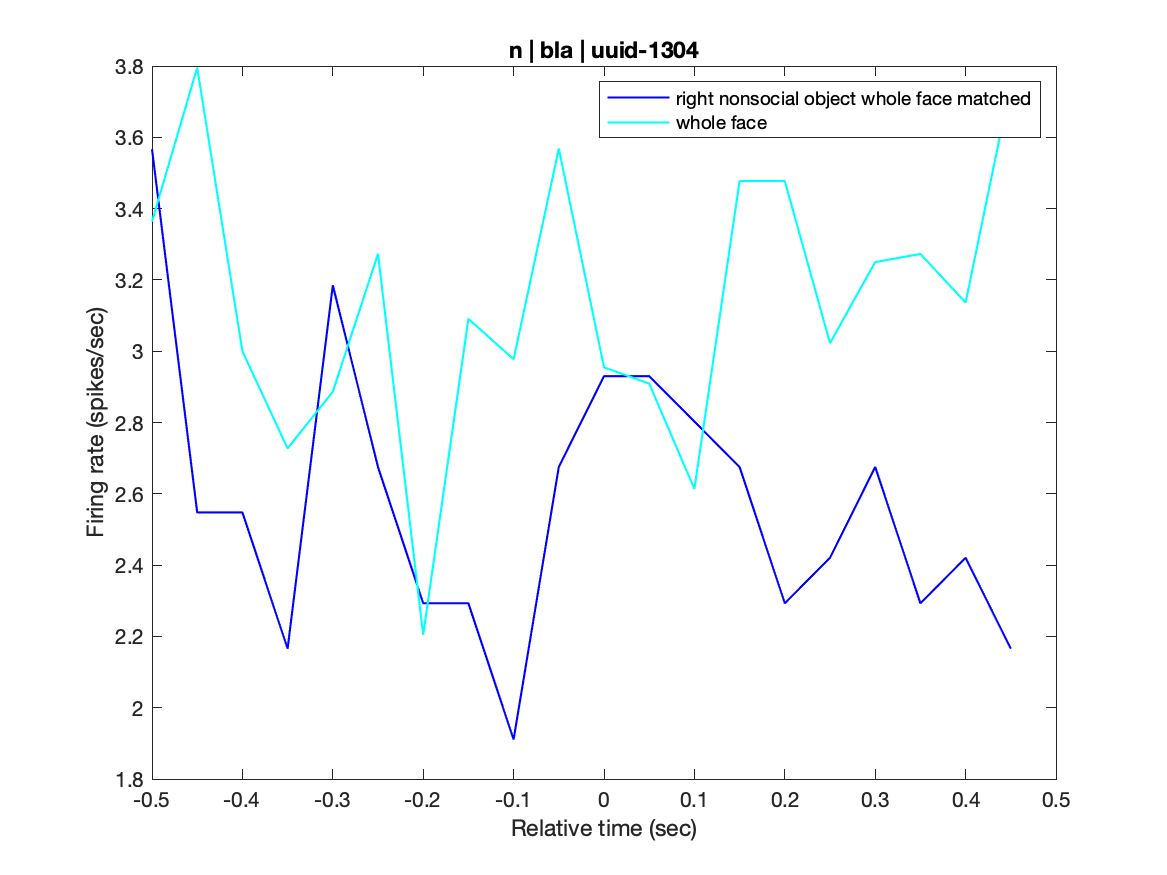 n | bla | uuid-1304
right nonsocial object whole face matched
whole face
3.8
3.6
3.4
3.2
3
2.8
2.6
2.4
2.2
2
1.8
Firing rate (spikes/sec)
-0.5 -0.4 -0.3 -0.2 -0.1 0 0.1 0.2 0.3 0.4 0.5
Relative time (sec)